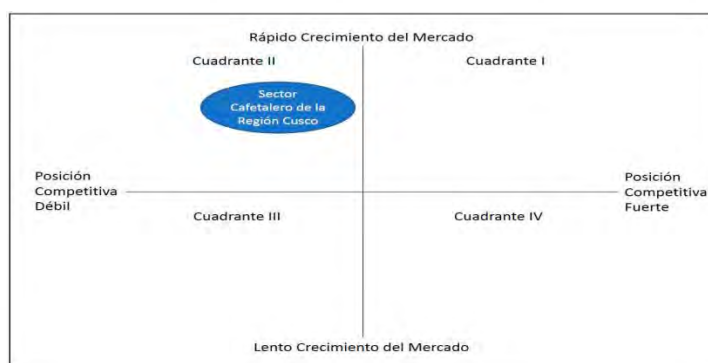 Rápido Crecimiento del Mercado
Cuadrante II
Cuadrante I
Sector
Cafetalero de la
Región Cusco
Posición
Competitiva
Débil
Posición
Competitiva
Fuerte
Cuadrante III
Cuadrante IV
Lento Crecimiento del Mercado